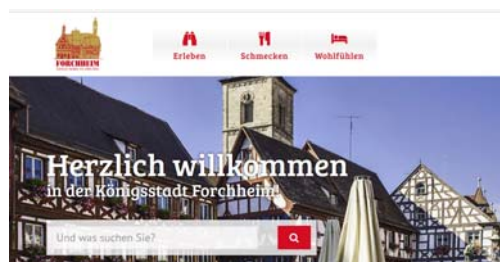 FORCHHEIM
Erleben
Schmecken
Wohlfühlen
Herzlich willkommen
in der Königsstadt Forchheim!
Und was suchen Sie?